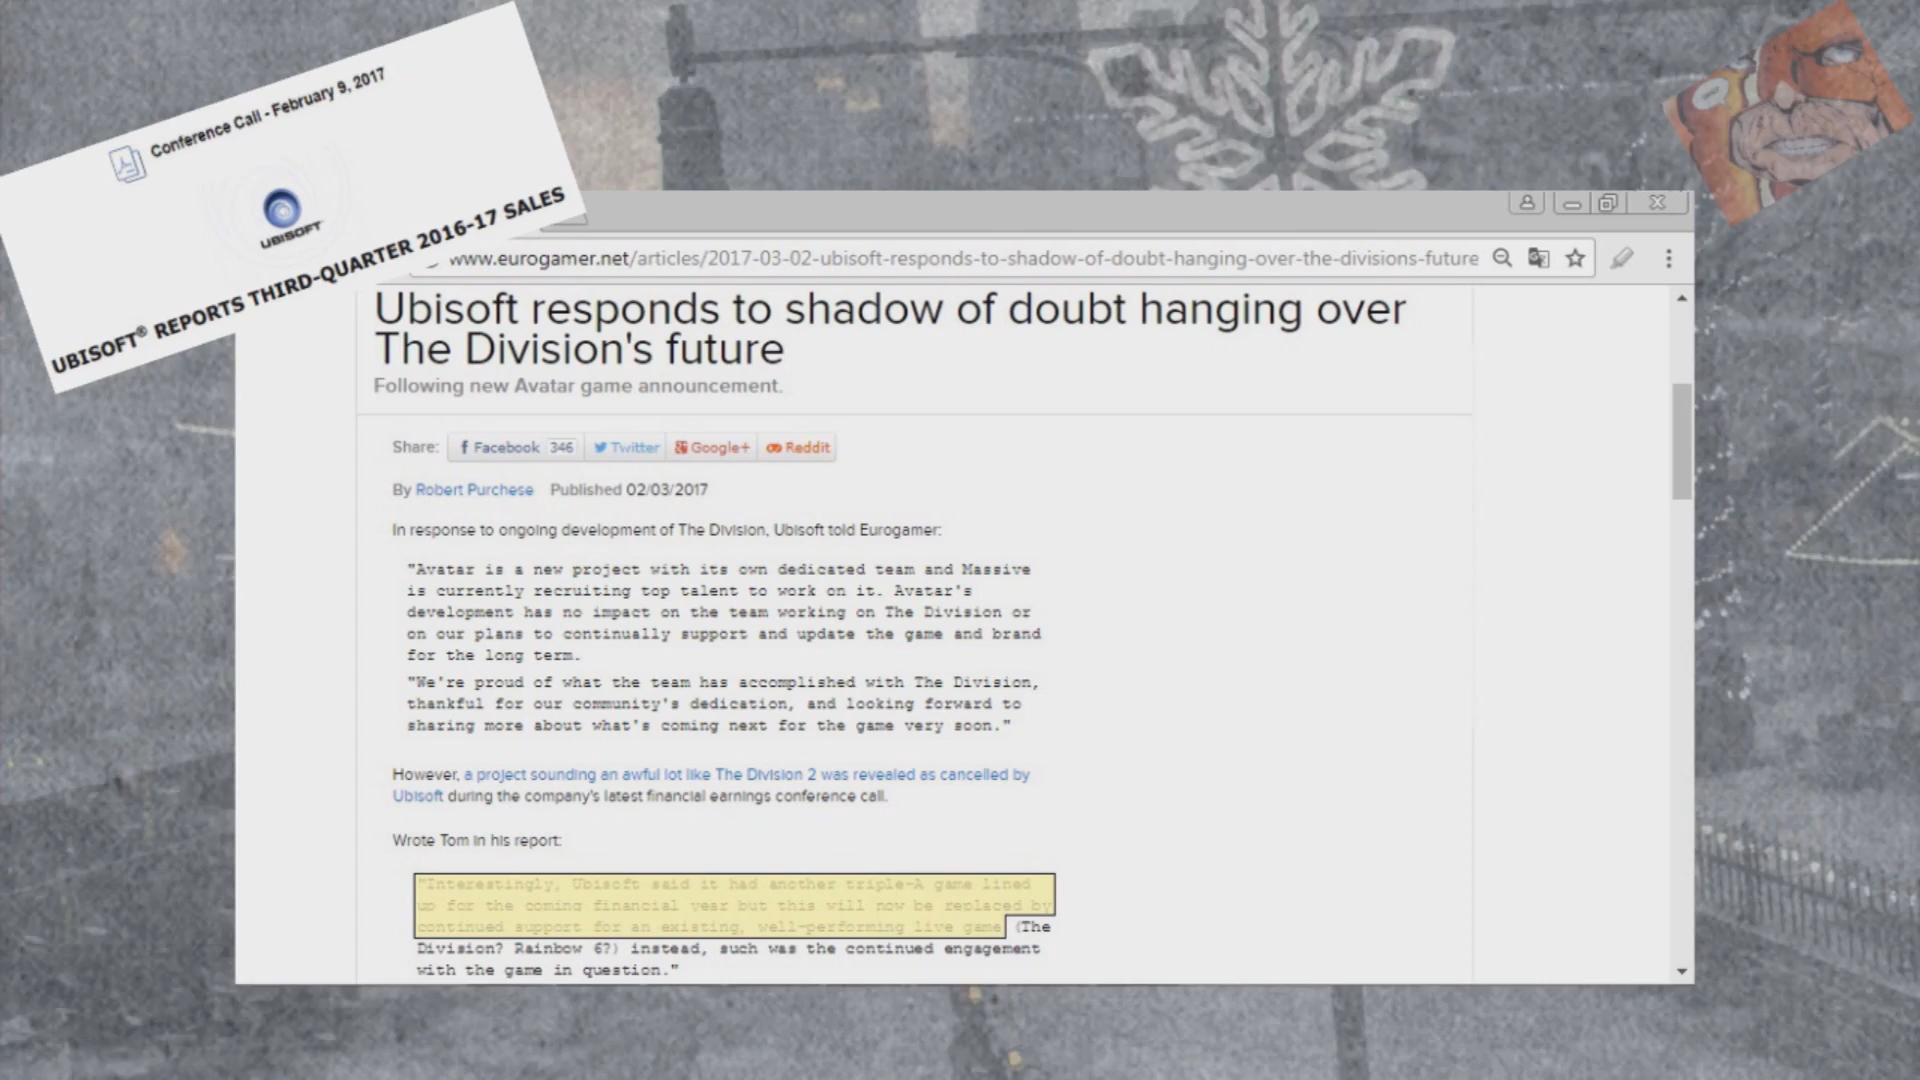 Conference Call - February 9, 2017
UBISOFT
UBISOFT® REPORTS THIRD-QUARTER 2016-17 SALES
www.eurogamer.net/articles/2017-03-02-ubisoft-responds-to-shadow-of-doubt-hanging-over-the-divisions-future
Ubisoft responds to shadow of doubt hanging over
The Division's future
Following new Avatar game announcement.
Share: Facebook 346 Twitter Google+ Reddit
By Robert Purchese Published 02/03/2017
In response to ongoing development of The Division, Ubisoft told Eurogamer:
"Avatar is a new project with its own dedicated team and Massive
is currently recruiting top talent to work on it. Avatar's
development has no impact on the team working on The Division or
on our plans to continually support and update the game and brand
for the long term.
"We're proud of what the team has accomplished with The Division,
thankful for our community's dedication, and looking forward to
sharing more about what's coming next for the game very soon."
However, a project sounding an awful lot like The Division 2 was revealed as cancelled by
Ubisoft during the company's latest financial earnings conference call.
Wrote Tom in his report:
"Interestingly, Ubisoft said it had another triple-A game lined
up for the coming financial year but this will now be replaced by
continued support for an existing, well-performing live game (The
Division? Rainbow 6?) instead, such was the continued engagement
with the game in question."